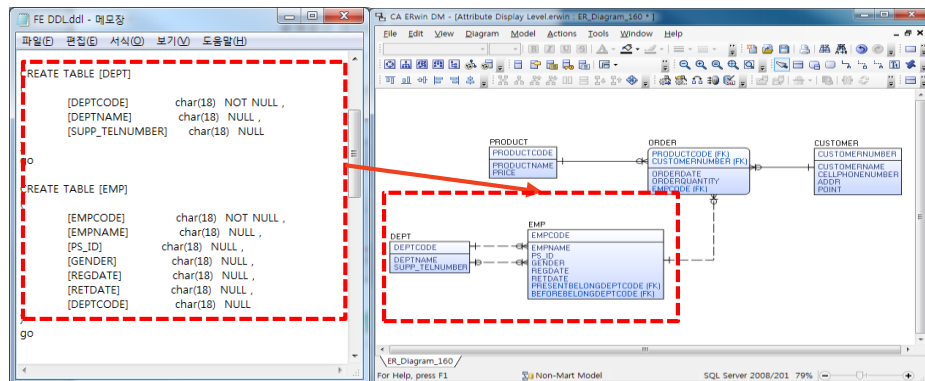 FE DDL.ddl - 메모장
파일(F) 편집(E) 서식(O) 보기(V) 도움말(H)
CREATE TABLE [DEPT]
[DEPTCODE] char(18) NOT NULL ,
[DEPTNAME] char(18) NULL ,
[SUPP_TELNUMBER] char(18) NULL
)
go
CREATE TABLE [EMP]
[EMPCODE] char(18) NOT NULL ,
[EMPNAME] char(18) NULL ,
[PS_ID] char(18) NULL ,
[GENDER] char(18) NULL ,
[REGDATE] char(18) NULL ,
[RETDATE] char(18) NULL ,
[DEPTCODE] char(18) NULL
)
go
CA ERwin DM - [Attribute Display Level.erwin : ER_Diagram_160 * ]
File Edit View Diagram Model Actions Tools Window Help
PRODUCT
PRODUCTCODE
PRODUCTNAME
PRICE
ORDER
PRODUCTCODE (FK)
CUSTOMERNUMBER (FK)
ORDERDATE
ORDERQUANTITY
EMPCODE (FK)
CUSTOMER
CUSTOMERNUMBER
CUSTOMERNAME
CELLPHONENUMBER
ADDR
POINT
DEPT
DEPTCODE
DEPTNAME
SUPP_TELNUMBER
EMP
EMPCODE
EMPNAME
PS_ID
GENDER
REGDATE
RETDATE
PRESENTBELONGDEPTCODE (FK)
BEFOREBELONGDEPTCODE (FK)
ER_Diagram_160
For Help, press F1 Non-Mart Model SQL Server 2008/201 79%